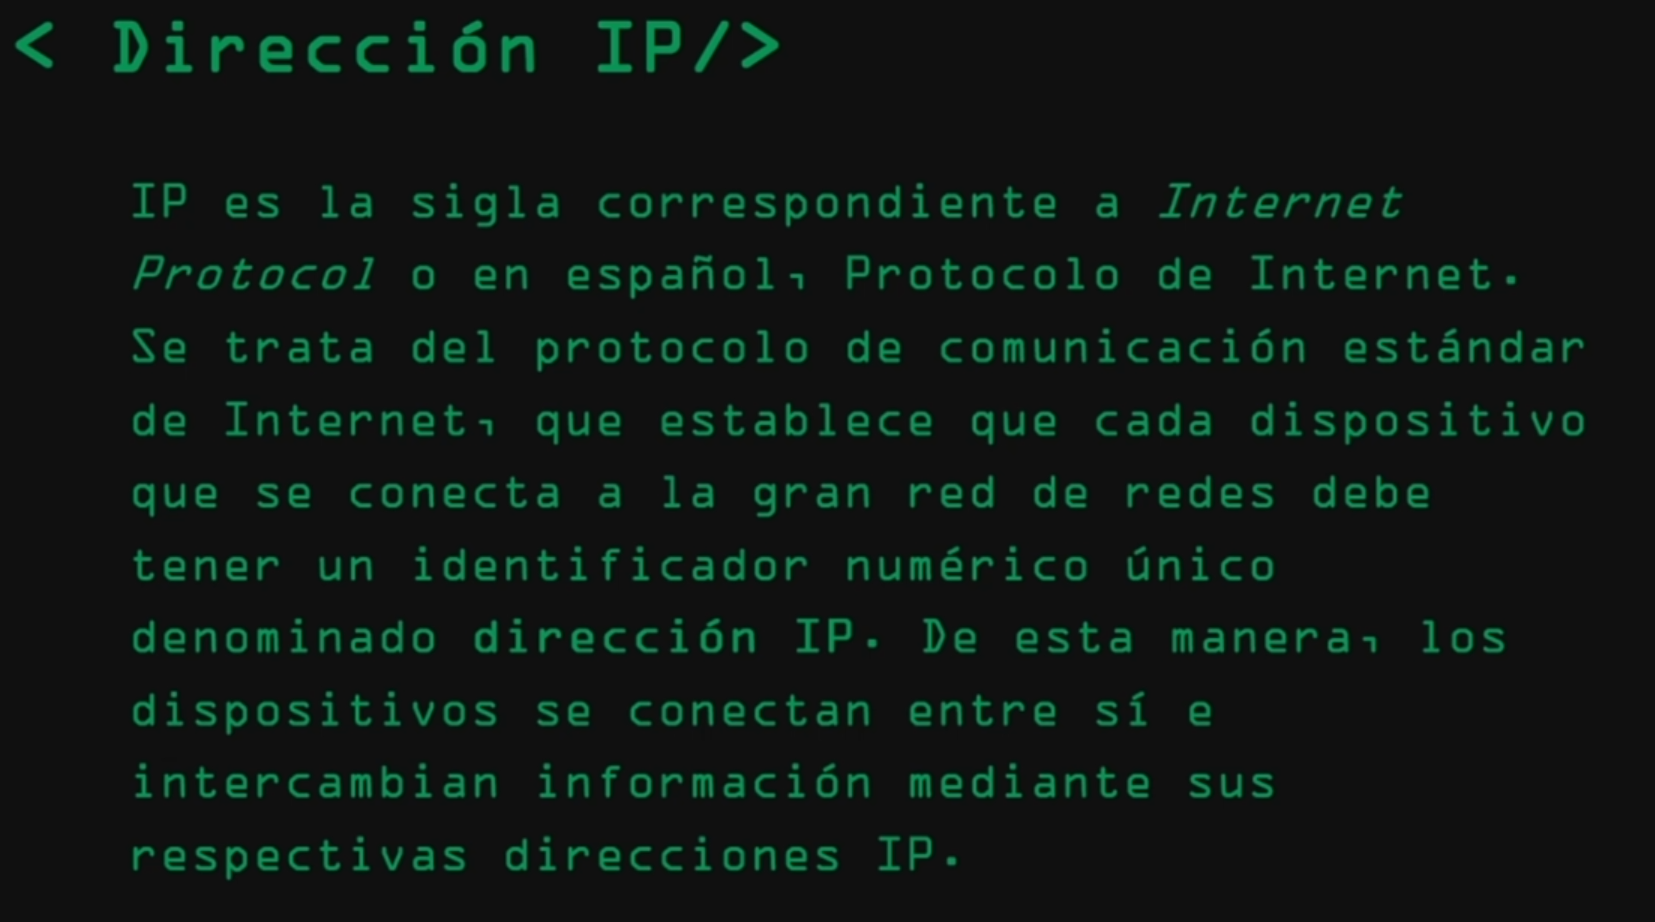 < Dirección IP/>
IP es la sigla correspondiente a Internet
Protocol o en español, Protocolo de Internet.
Se trata del protocolo de comunicación estándar
de Internet, que establece que cada dispositivo
que se conecta a la gran red de redes debe
tener un identificador numérico único
denominado dirección IP. De esta manera, los
dispositivos se conectan entre sí e
intercambian información mediante sus
respectivas direcciones IP.